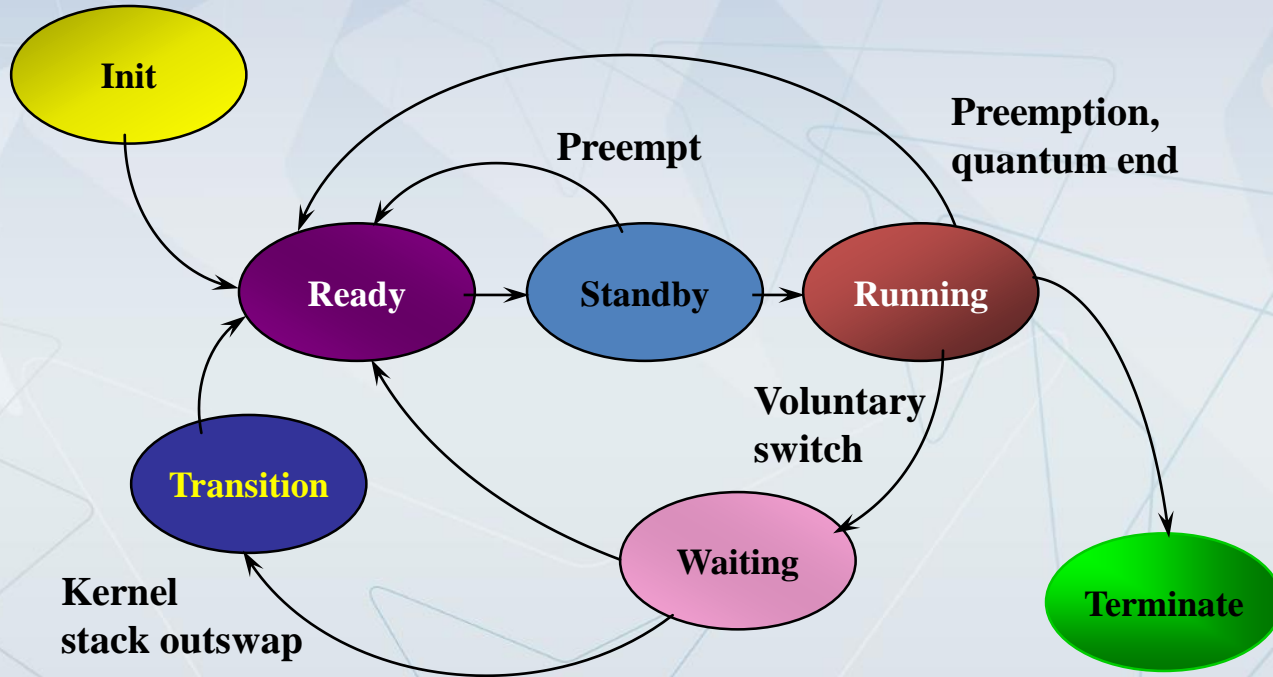 Init
Preemption,
quantum end
Preempt
Ready
Standby
Running
Voluntary
switch
Transition
Waiting
Kernel
stack outswap
Terminate